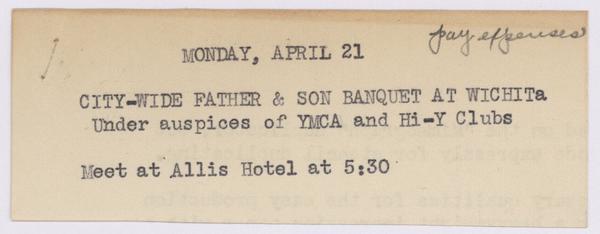 pay expenses
MONDAY, APRIL 21
CITY-WIDE FATHER & SON BANQUET AT WICHITa
Under auspices of YMCA and Hi-Y Clubs
Meet at Allis Hotel at 5:30